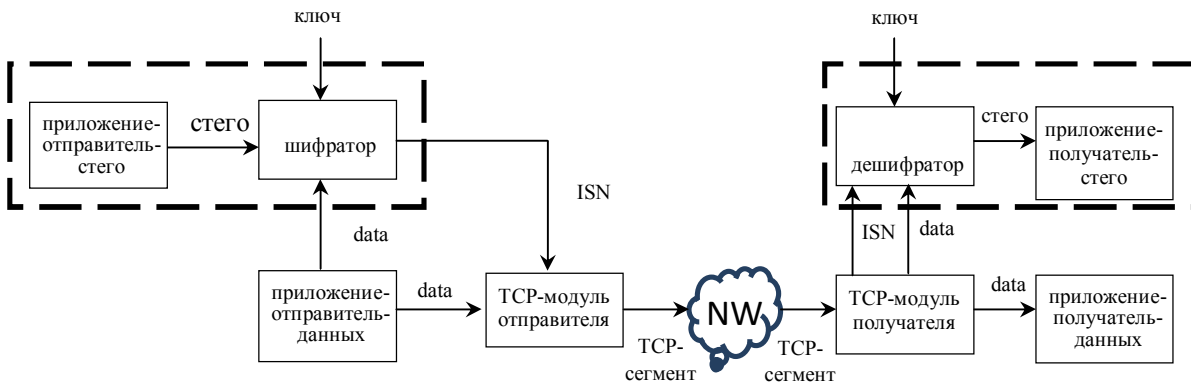 ключ
приложение-
отправитель-
стего
стего
шифратор
ISN
data
приложение-
отправитель-
данных
data
TCP-модуль
отправителя
TCP-
сегмент
NW
TCP-
сегмент
ключ
дешифратор
стего
приложение-
получатель-
стего
ISN
data
TCP-модуль
получателя
data
приложение-
получатель-
данных